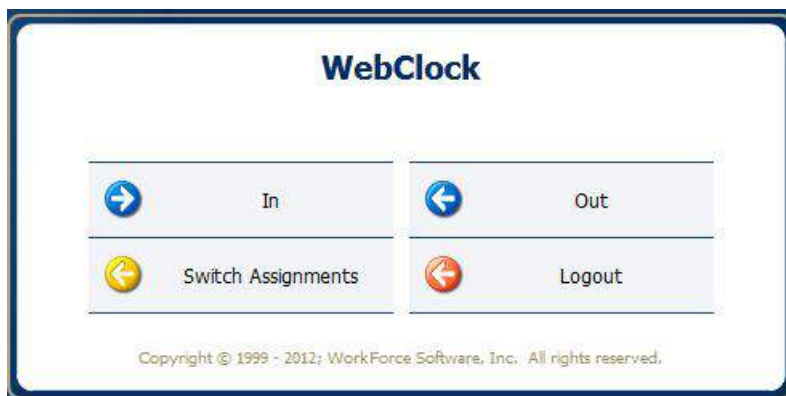 WebClock
In
Out
Switch Assignments
Logout
Copyright © 1999 - 2012; WorkForce Software, Inc. All rights reserved.